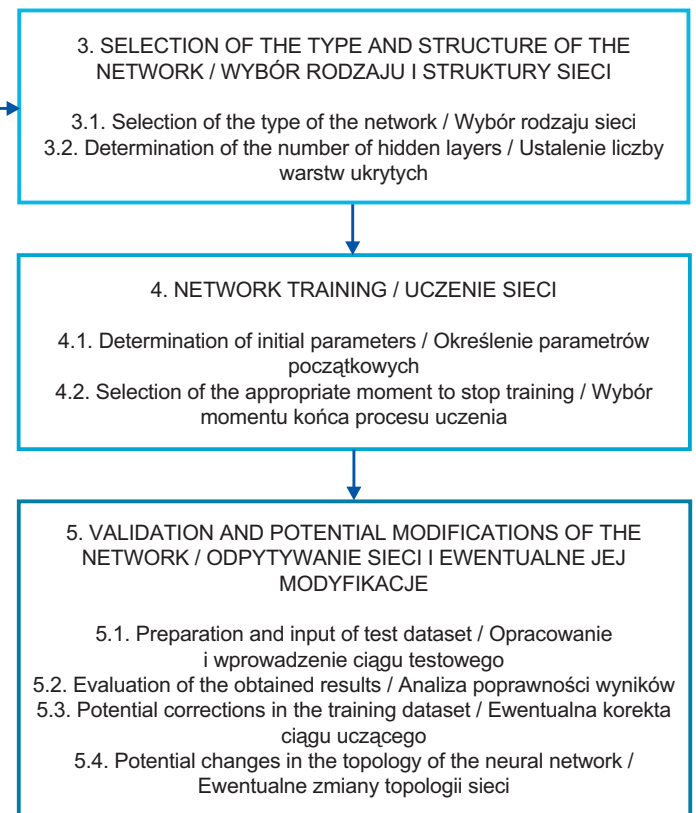 3. SELECTION OF THE TYPE AND STRUCTURE OF THE
NETWORK / WYBÓR RODZAJU I STRUKTURY SIECI
3.1. Selection of the type of the network / Wybór rodzaju sieci
3.2. Determination of the number of hidden layers / Ustalenie liczby
warstw ukrytych
4. NETWORK TRAINING / UCZENIE SIECI
4.1. Determination of initial parameters / Określenie parametrów
początkowych
4.2. Selection of the appropriate moment to stop training / Wybór
momentu końca procesu uczenia
5. VALIDATION AND POTENTIAL MODIFICATIONS OF THE
NETWORK / ODPYTYWANIE SIECI I EWENTUALNE JEJ
MODYFIKACJE
5.1. Preparation and input of test dataset / Opracowanie
i wprowadzenie ciągu testowego
5.2. Evaluation of the obtained results / Analiza poprawności wyników
5.3. Potential corrections in the training dataset / Ewentualna korekta
ciągu uczącego
5.4. Potential changes in the topology of the neural network /
Ewentualne zmiany topologii sieci